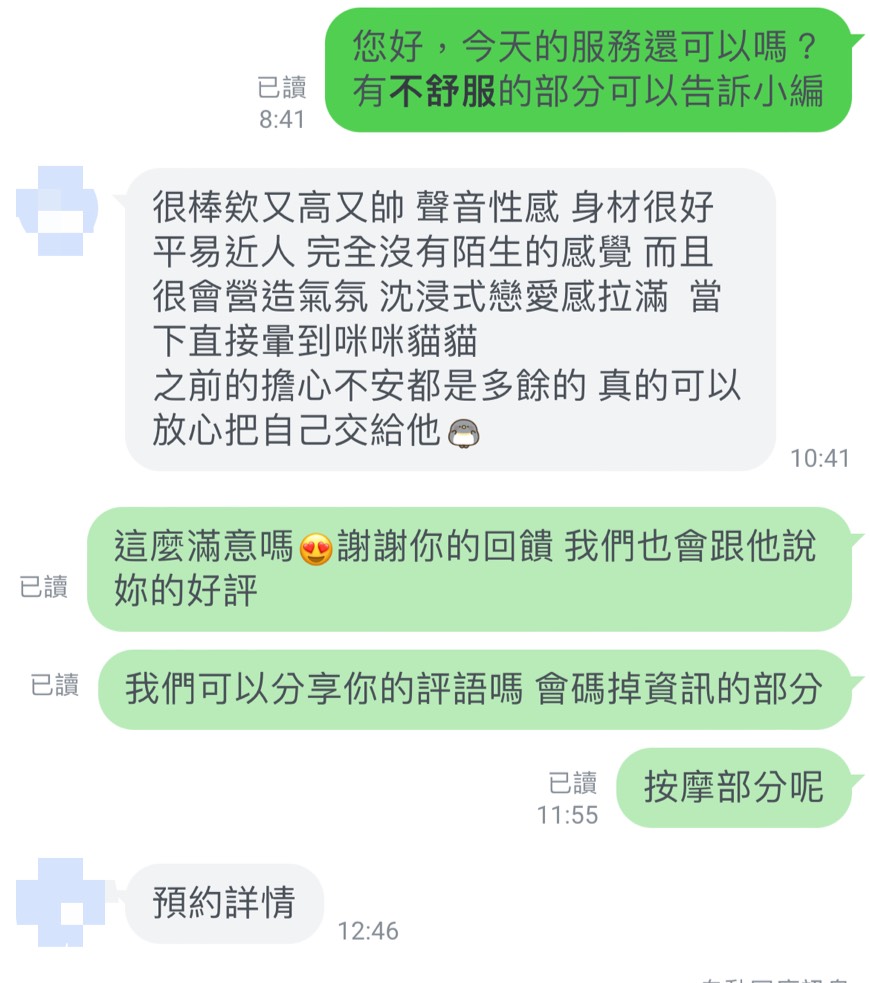 您好，今天的服務還可以嗎？
有不舒服的部分可以告訴小編
已讀
8:41
很棒欸又高又帥 聲音性感 身材很好
平易近人 完全沒有陌生的感覺 而且
很會營造氣氛 沈浸式戀愛感拉滿 當
下直接暈到咪咪貓貓
之前的擔心不安都是多餘的 真的可以
放心把自己交給他
10:41
這麼滿意嗎😍謝謝你的回饋 我們也會跟他說
妳的好評
已讀
我們可以分享你的評語嗎 會碼掉資訊的部分
已讀
按摩部分呢
已讀
11:55
預約詳情
12:46